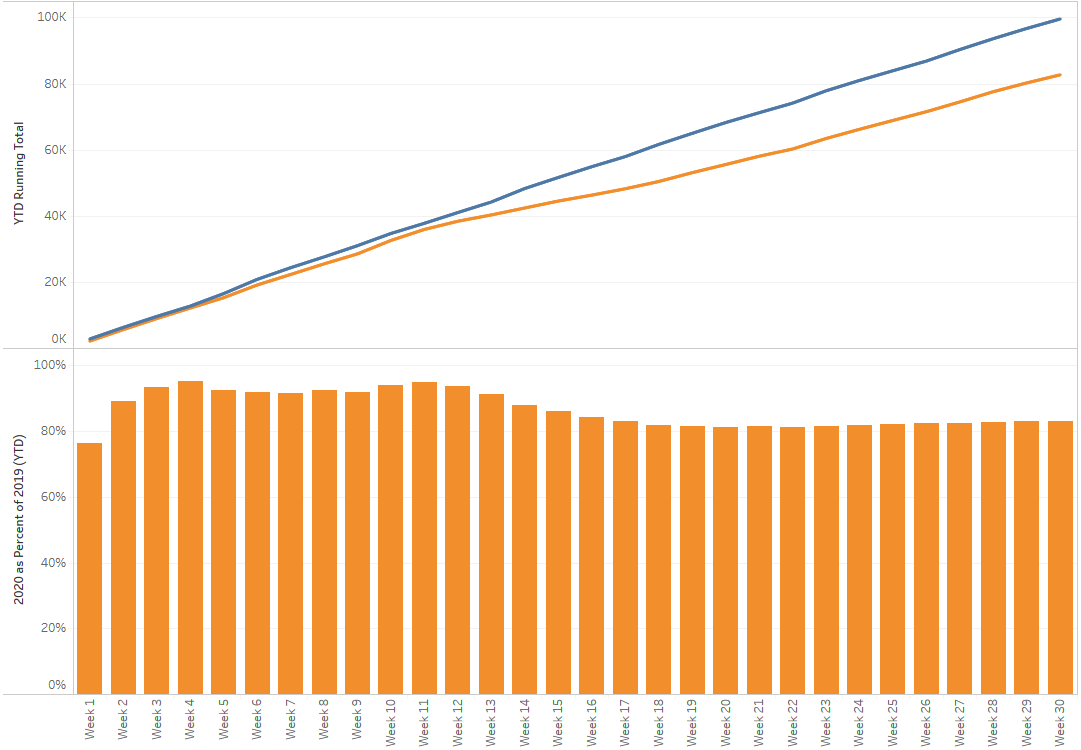 100K
80K
60K
40K
20K
0K
YTD Running Total
100%
80%
60%
40%
20%
0%
2020 as Percent of 2019 (YTD)
Week 1
Week 2
Week 3
Week 4
Week 5
Week 6
Week 7
Week 8
Week 9
Week 10
Week 11
Week 12
Week 13
Week 14
Week 15
Week 16
Week 17
Week 18
Week 19
Week 20
Week 21
Week 22
Week 23
Week 24
Week 25
Week 26
Week 27
Week 28
Week 29
Week 30